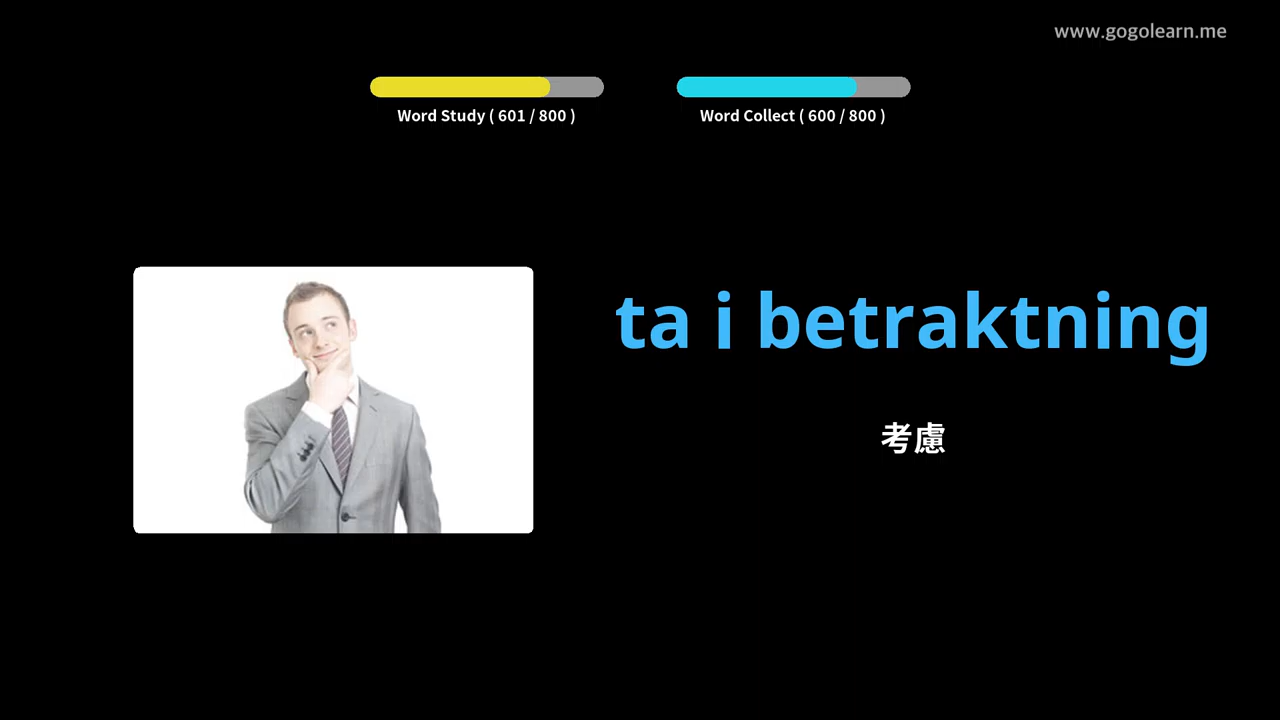 www.gogolearn.me
Word Study ( 601 / 800 )
Word Collect ( 600 / 800 )
ta i betraktning
考慮